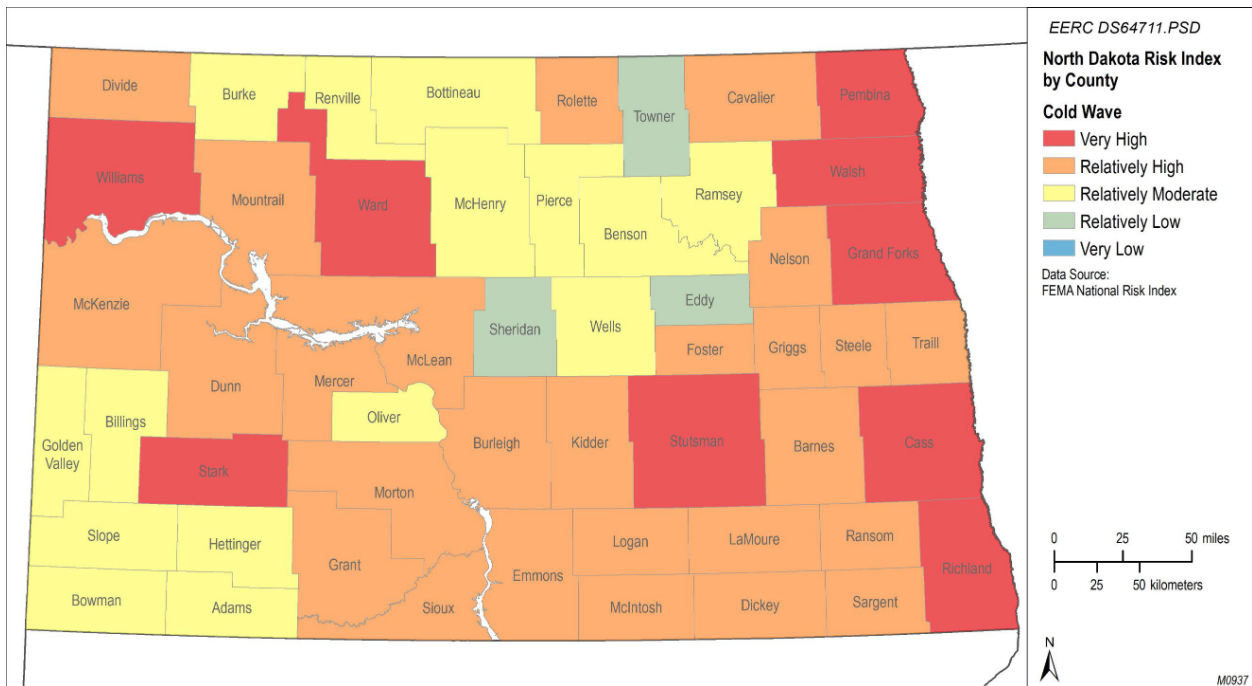 EERC DS64711.PSD
North Dakota Risk Index
by County
Cold Wave
Very High
Relatively High
Relatively Moderate
Relatively Low
Very Low
Data Source:
FEMA National Risk Index
Divide
Burke
Renville
Bottineau
Rolette
Towner
Cavalier
Pembina
Williams
Mountrail
Ward
McHenry
Pierce
Benson
Ramsey
Walsh
Nelson
Grand Forks
McKenzie
Dunn
Mercer
McLean
Sheridan
Wells
Eddy
Foster
Griggs
Steele
Traill
Golden
Valley
Billings
Oliver
Burleigh
Kidder
Stutsman
Barnes
Cass
Stark
Morton
Slope
Hettinger
Grant
Logan
LaMoure
Ransom
Richland
Bowman
Adams
Sioux
Emmons
McIntosh
Dickey
Sargent
0 25 50 miles
0 25 50 kilometers
N
M0937